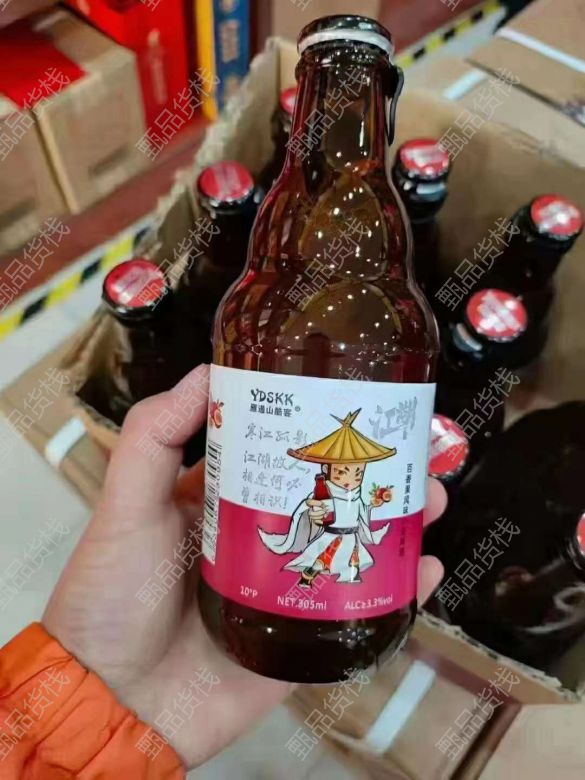 YDSKK
雁过山酷客®
江湖
寒江孤影,
江湖故人,
相逢何必
曾相识!
百香果风味
10°P
NET.305ml
ALC≥3.3%vol
甄品货栈